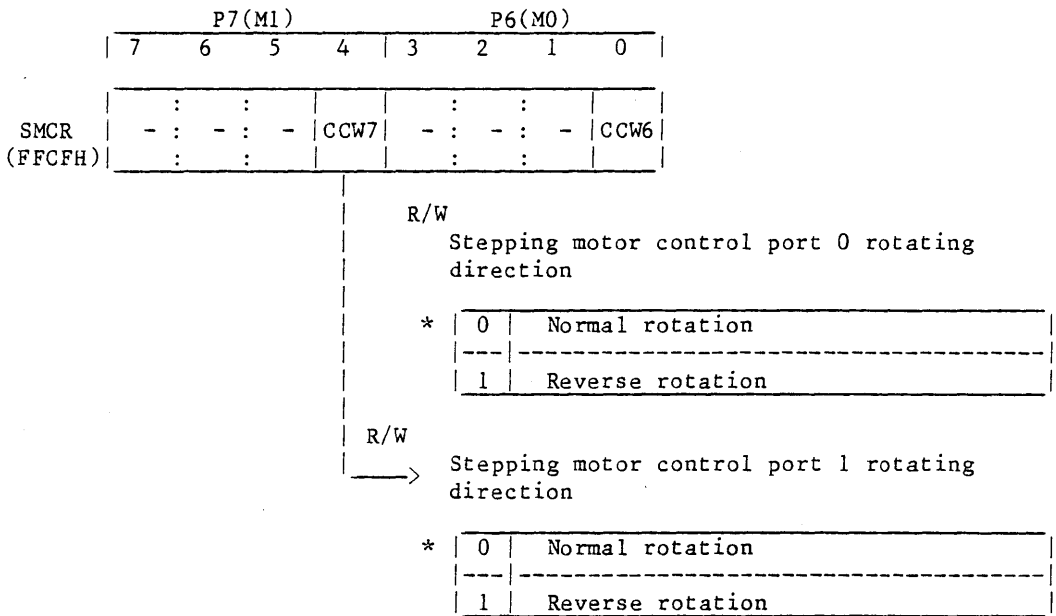 P7(M1) P6(M0)
7 6 5 4 3 2 1 0
SMCR - : - : - CCW7 - : - : - CCW6
(FFCFH)
R/W
Stepping motor control port 0 rotating
direction
* 0 Normal rotation
1 Reverse rotation
R/W
Stepping motor control port 1 rotating
direction
* 0 Normal rotation
1 Reverse rotation